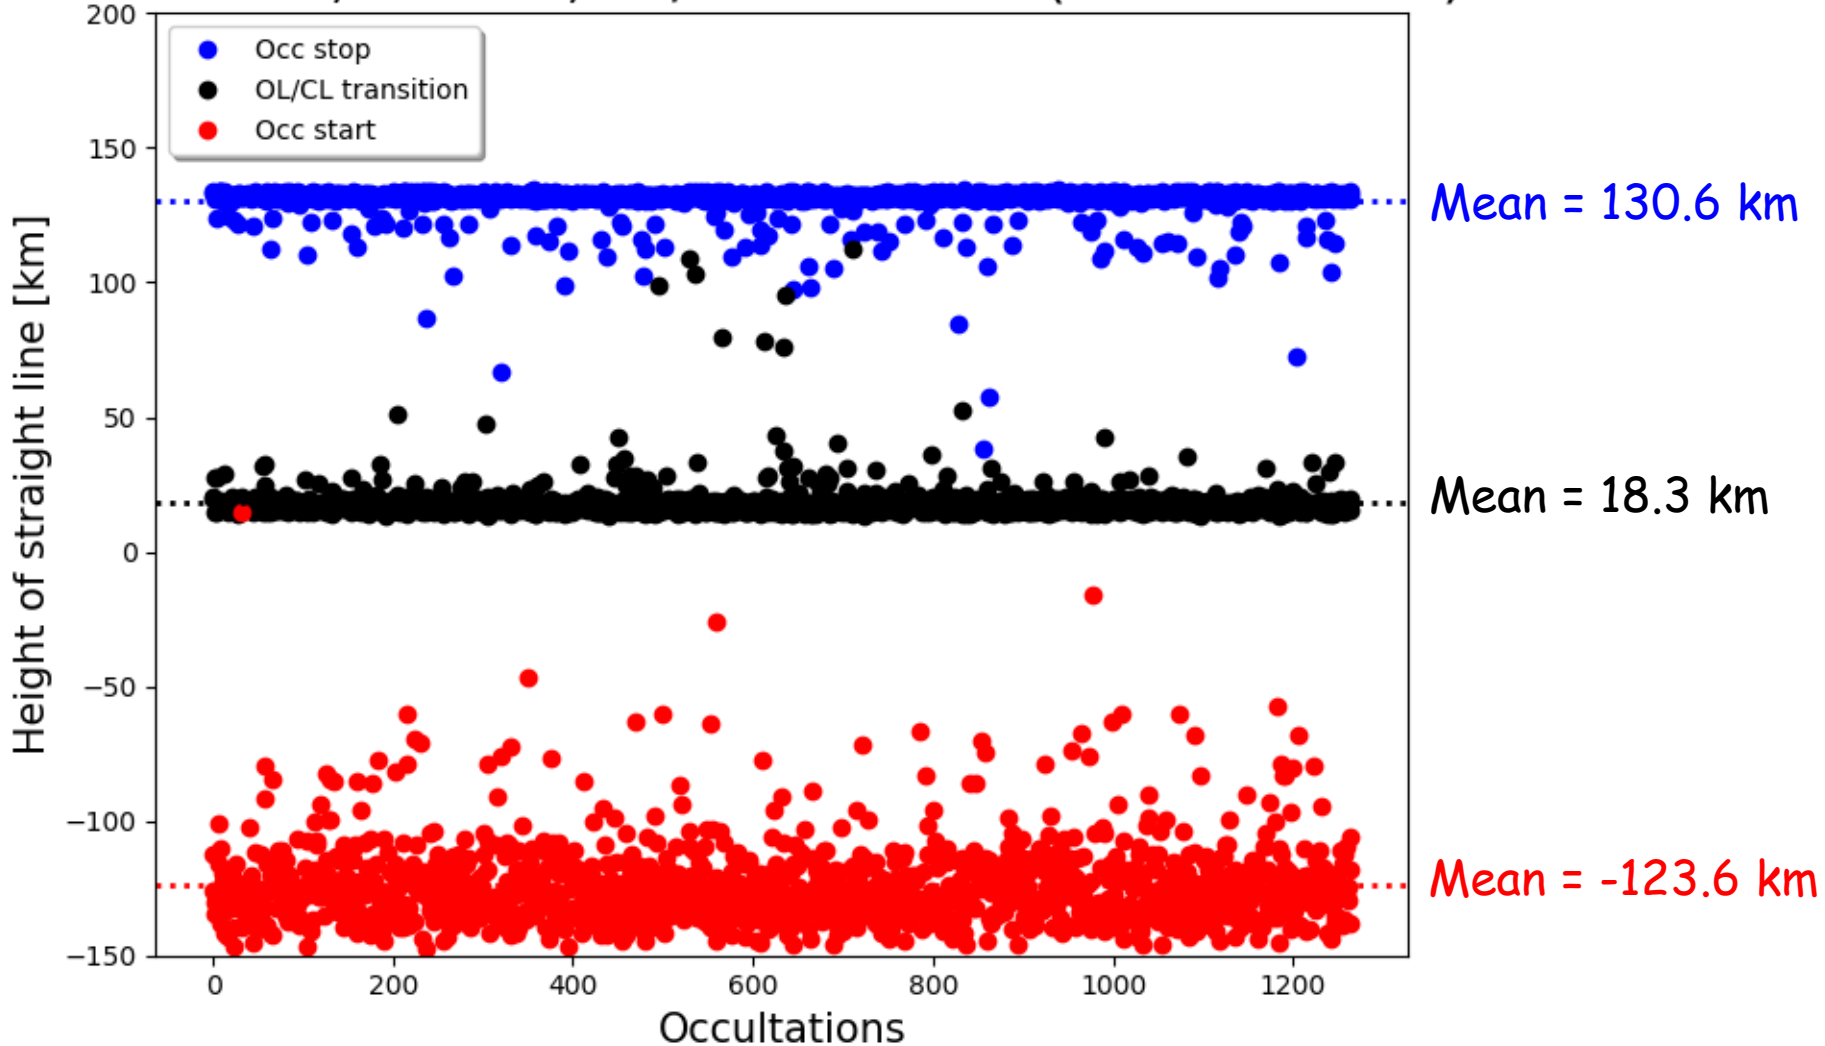 200
Occ stop
OL/CL transition
Occ start
150
100
50
0
−50
−100
−150
Height of straight line [km]
0 200 400 600 800 1000 1200
Occultations
Mean = 130.6 km
Mean = 18.3 km
Mean = -123.6 km